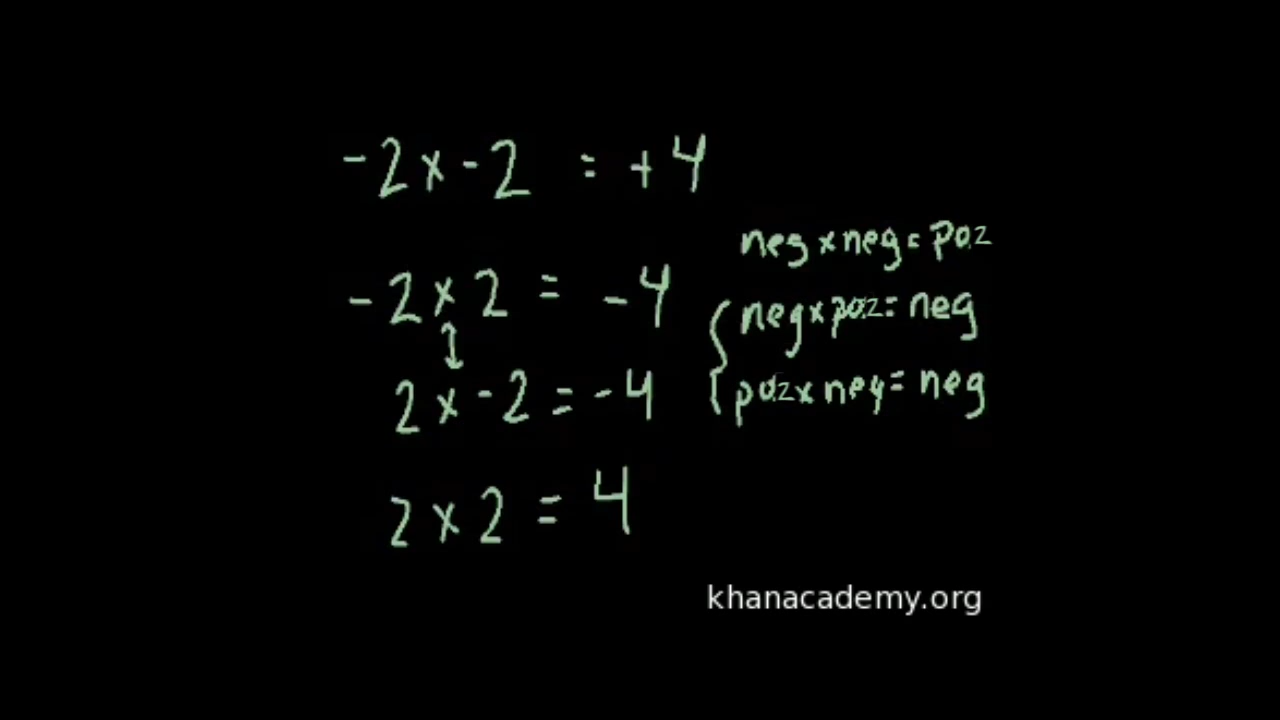 -2 x -2 = +4
neg x neg = poz
-2 x 2 = -4
neg x poz = neg
2 x -2 = -4
poz x neg = neg
2 x 2 = 4
khanacademy.org